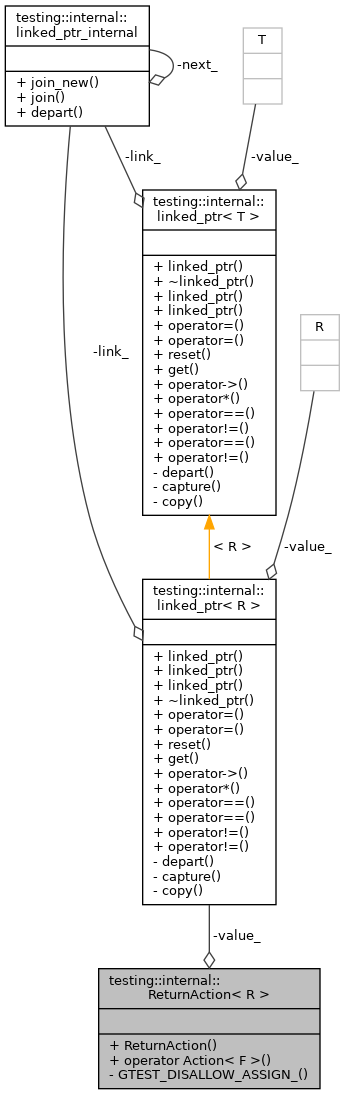 testing::internal::
linked_ptr_internal
+ join_new()
+ join()
+ depart()
-next_
T
-link_
-value_
testing::internal::
linked_ptr< T >
+ linked_ptr()
+ ~linked_ptr()
+ linked_ptr()
+ linked_ptr()
+ operator=()
+ operator=()
+ reset()
+ get()
+ operator->()
+ operator*()
+ operator==()
+ operator!=()
+ operator==()
+ operator!=()
- depart()
- capture()
- copy()
R
-link_
< R >
-value_
testing::internal::
linked_ptr< R >
+ linked_ptr()
+ linked_ptr()
+ linked_ptr()
+ ~linked_ptr()
+ operator=()
+ operator=()
+ reset()
+ get()
+ operator->()
+ operator*()
+ operator==()
+ operator==()
+ operator!=()
+ operator!=()
- depart()
- capture()
- copy()
-value_
testing::internal::
ReturnAction< R >
+ ReturnAction()
+ operator Action< F >()
- GTEST_DISALLOW_ASSIGN_()